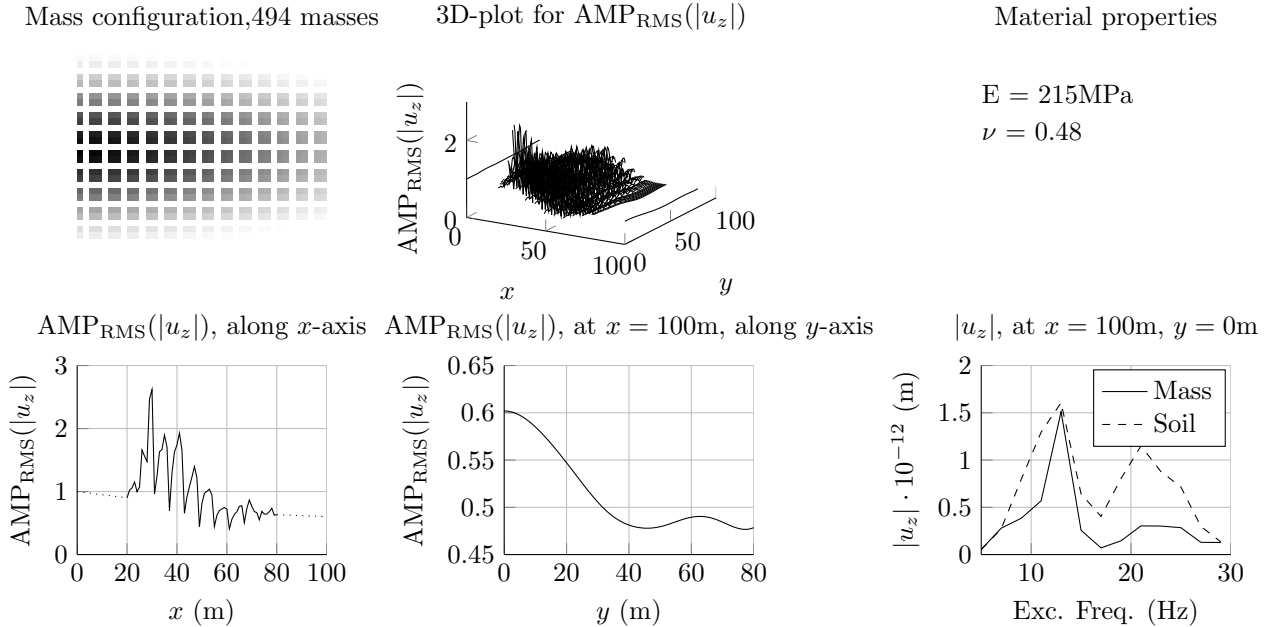 Mass configuration,494 masses
3D-plot for AMP_RMS(|u_z|)
Material properties
AMP_RMS(|u_z|)
2
0
0
50
100
x
0
50
100
y
E = 215MPa
ν = 0.48
AMP_RMS(|u_z|), along x-axis
AMP_RMS(|u_z|)
3
2
1
0
0 20 40 60 80 100
x (m)
AMP_RMS(|u_z|), at x = 100m, along y-axis
AMP_RMS(|u_z|)
0.65
0.6
0.55
0.5
0.45
0 20 40 60 80
y (m)
|u_z|, at x = 100m, y = 0m
|u_z| · 10^−12 (m)
2
1.5
1
0.5
0
10 20 30
Exc. Freq. (Hz)
Mass
Soil